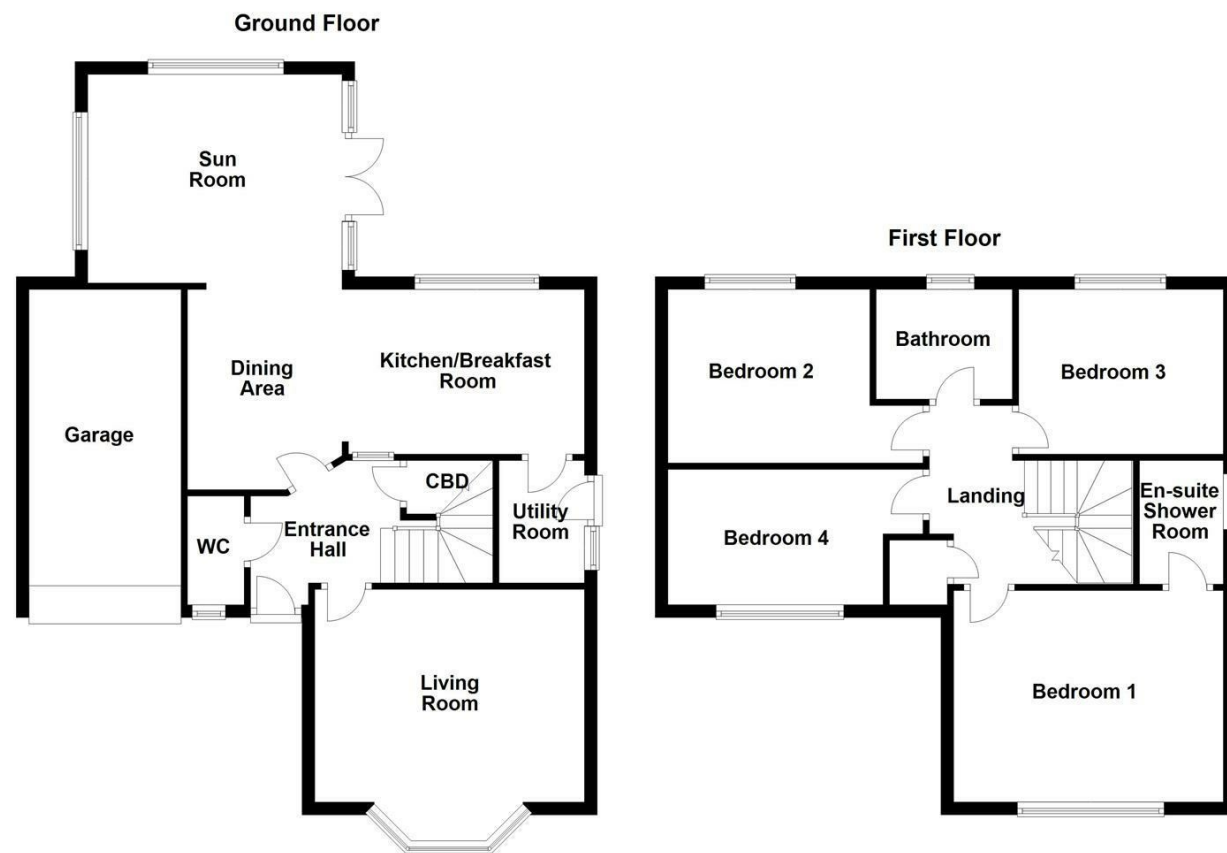 Ground Floor
Sun
Room
Dining
Area
Kitchen/Breakfast
Room
Garage
CBD
Utility
Room
WC
Entrance
Hall
Living
Room
First Floor
Bedroom 2
Bathroom
Bedroom 3
Landing
En-suite
Shower
Room
Bedroom 4
Bedroom 1